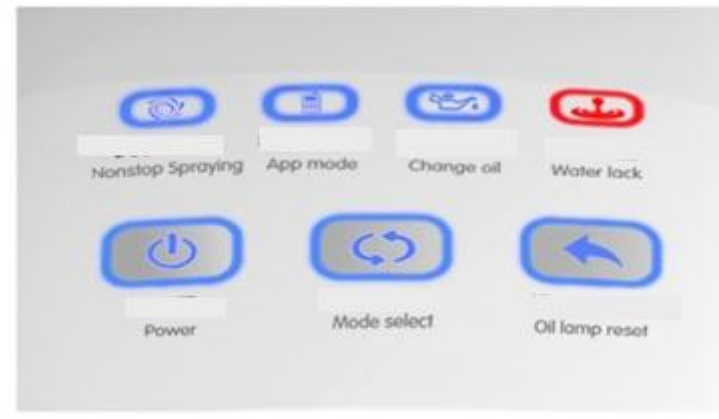 Nonstop Spraying
App mode
Change oil
Water lack
Power
Mode select
Oil lamp reset